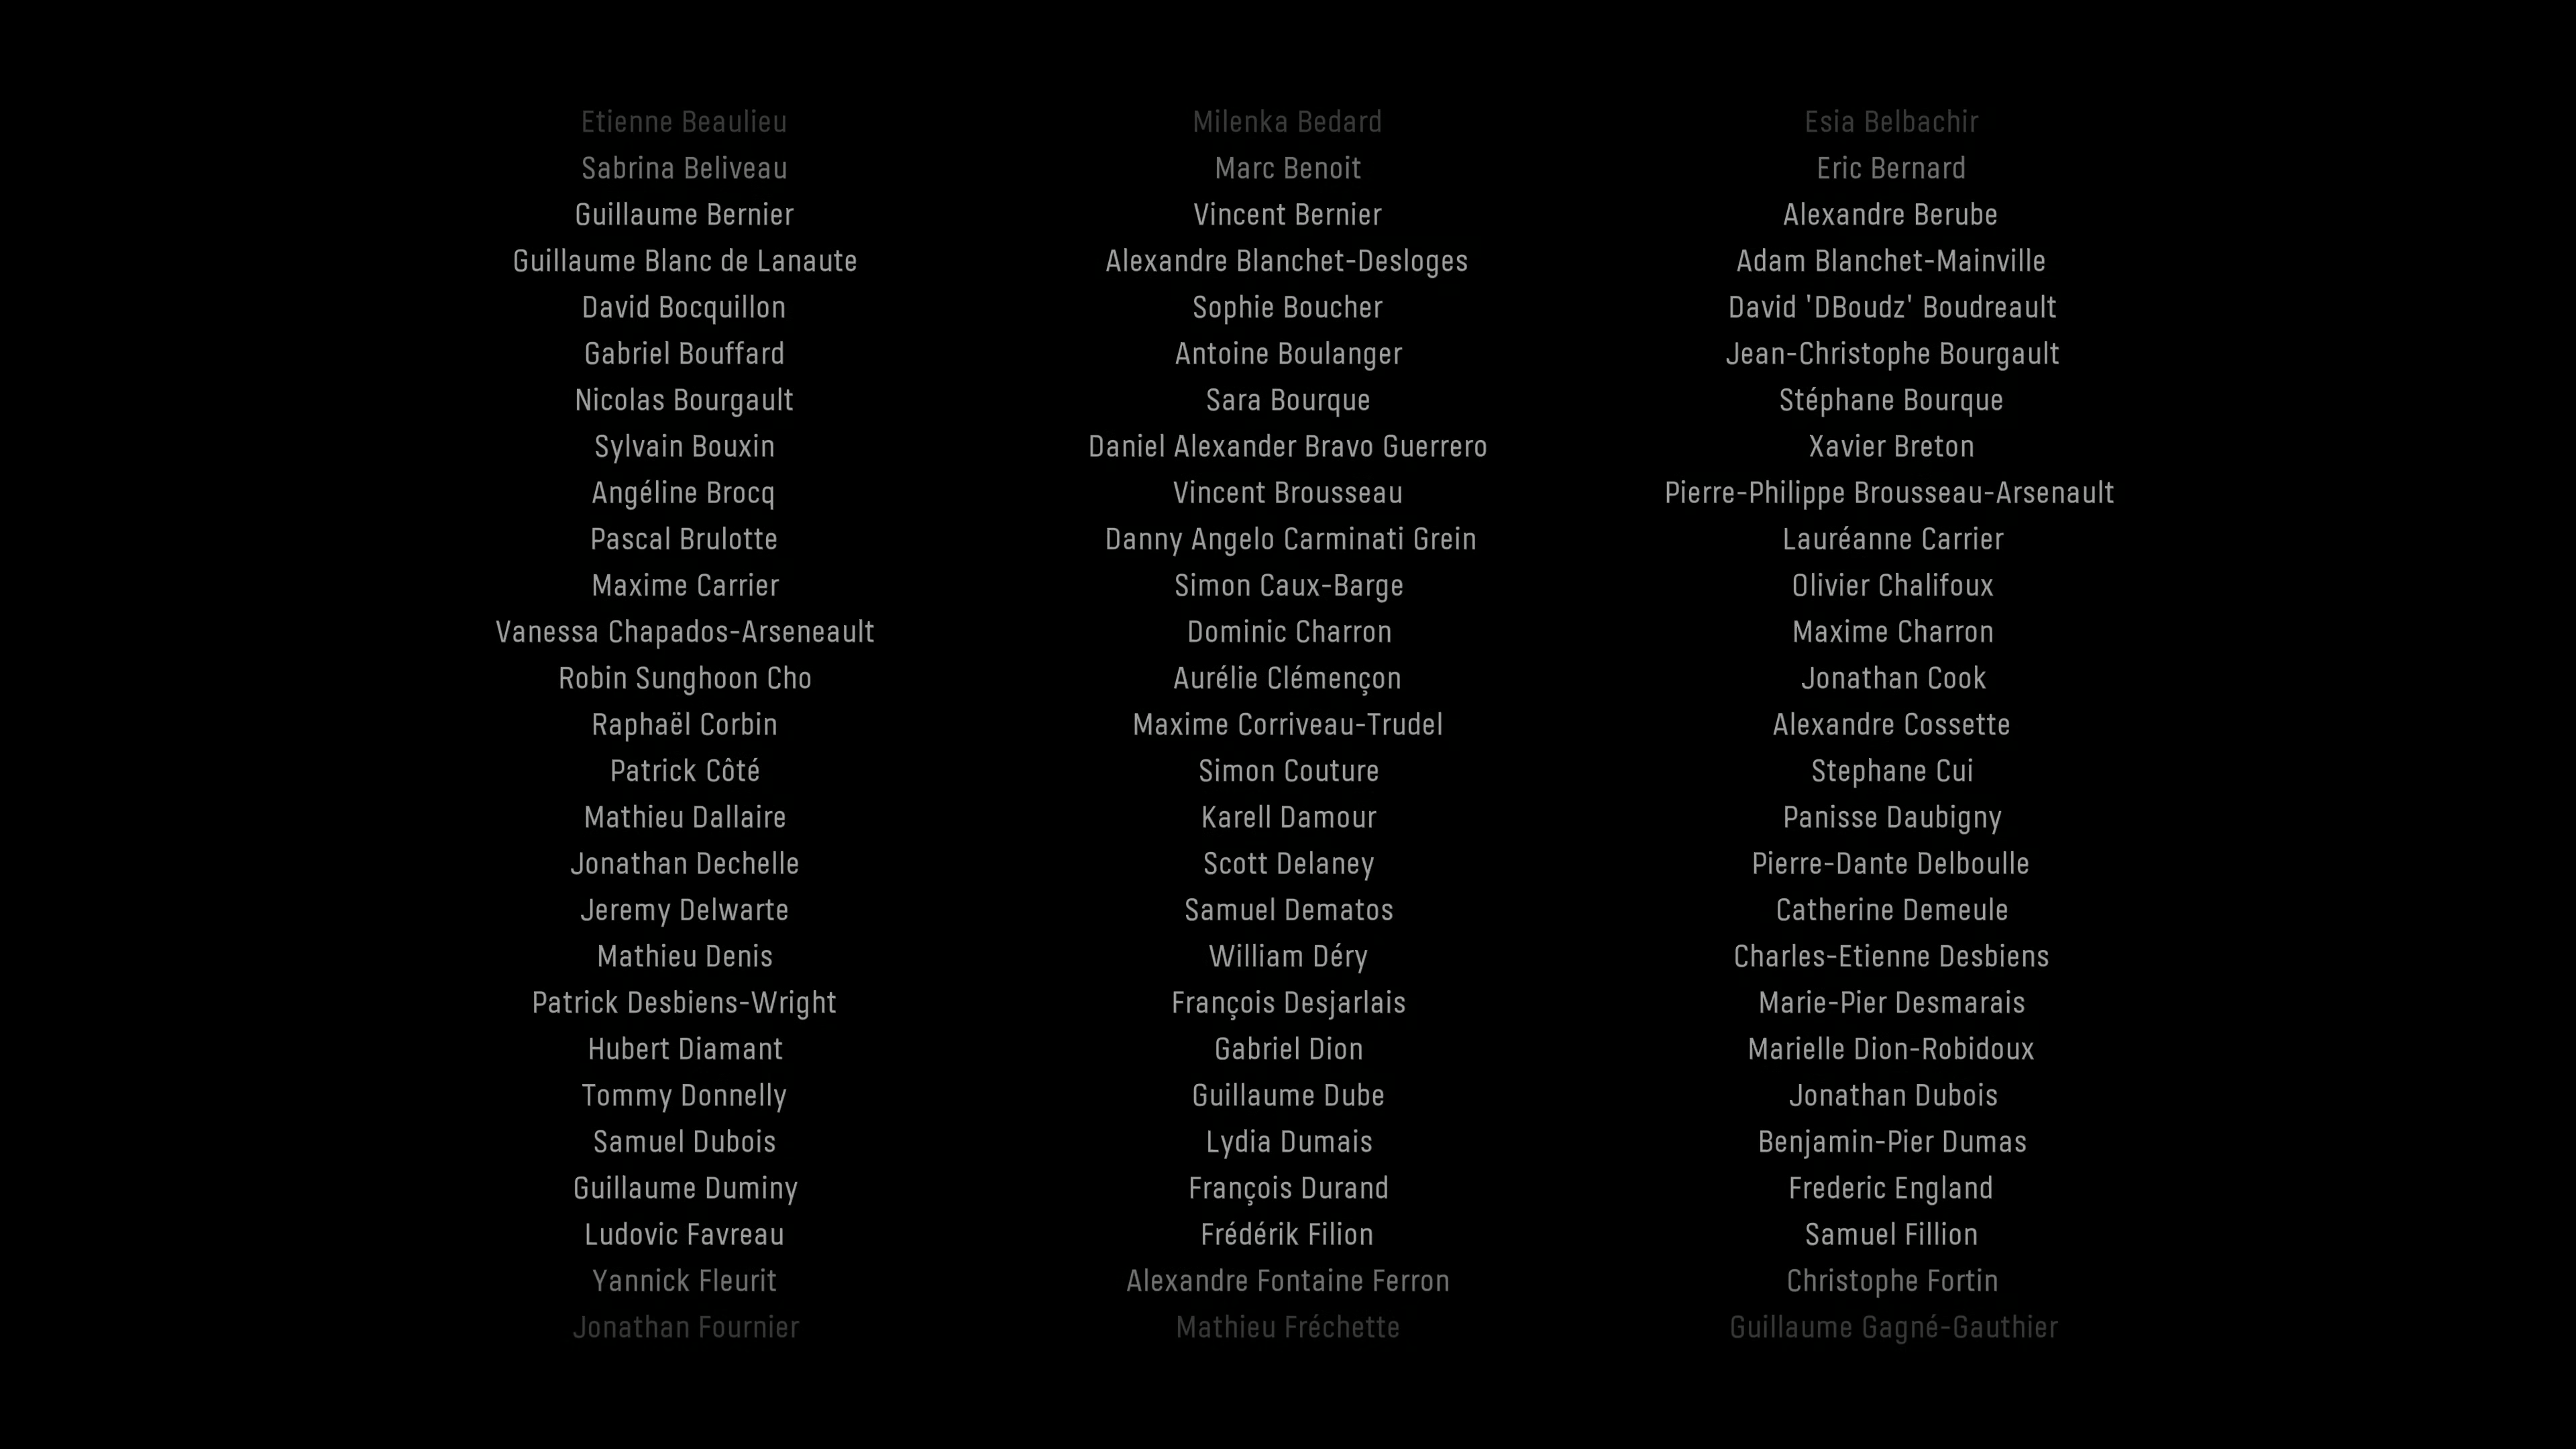 Etienne Beaulieu Milenka Bedard Esia Belbachir
Sabrina Beliveau Marc Benoit Eric Bernard
Guillaume Bernier Vincent Bernier Alexandre Berube
Guillaume Blanc de Lanaute Alexandre Blanchet-Desloges Adam Blanchet-Mainville
David Bocquillon Sophie Boucher David 'DBoudz' Boudreault
Gabriel Bouffard Antoine Boulanger Jean-Christophe Bourgault
Nicolas Bourgault Sara Bourque Stéphane Bourque
Sylvain Bouxin Daniel Alexander Bravo Guerrero Xavier Breton
Angéline Brocq Vincent Brousseau Pierre-Philippe Brousseau-Arsenault
Pascal Brulotte Danny Angelo Carminati Grein Lauréanne Carrier
Maxime Carrier Simon Caux-Barge Olivier Chalifoux
Vanessa Chapados-Arseneault Dominic Charron Maxime Charron
Robin Sunghoon Cho Aurélie Clémençon Jonathan Cook
Raphaël Corbin Maxime Corriveau-Trudel Alexandre Cossette
Patrick Côté Simon Couture Stephane Cui
Mathieu Dallaire Karell Damour Panisse Daubigny
Jonathan Dechelle Scott Delaney Pierre-Dante Delboulle
Jeremy Delwarte Samuel Dematos Catherine Demeule
Mathieu Denis William Déry Charles-Etienne Desbiens
Patrick Desbiens-Wright François Desjarlais Marie-Pier Desmarais
Hubert Diamant Gabriel Dion Marielle Dion-Robidoux
Tommy Donnelly Guillaume Dube Jonathan Dubois
Samuel Dubois Lydia Dumais Benjamin-Pier Dumas
Guillaume Duminy François Durand Frederic England
Ludovic Favreau Frédérik Filion Samuel Fillion
Yannick Fleurit Alexandre Fontaine Ferron Christophe Fortin
Jonathan Fournier Mathieu Fréchette Guillaume Gagné-Gauthier